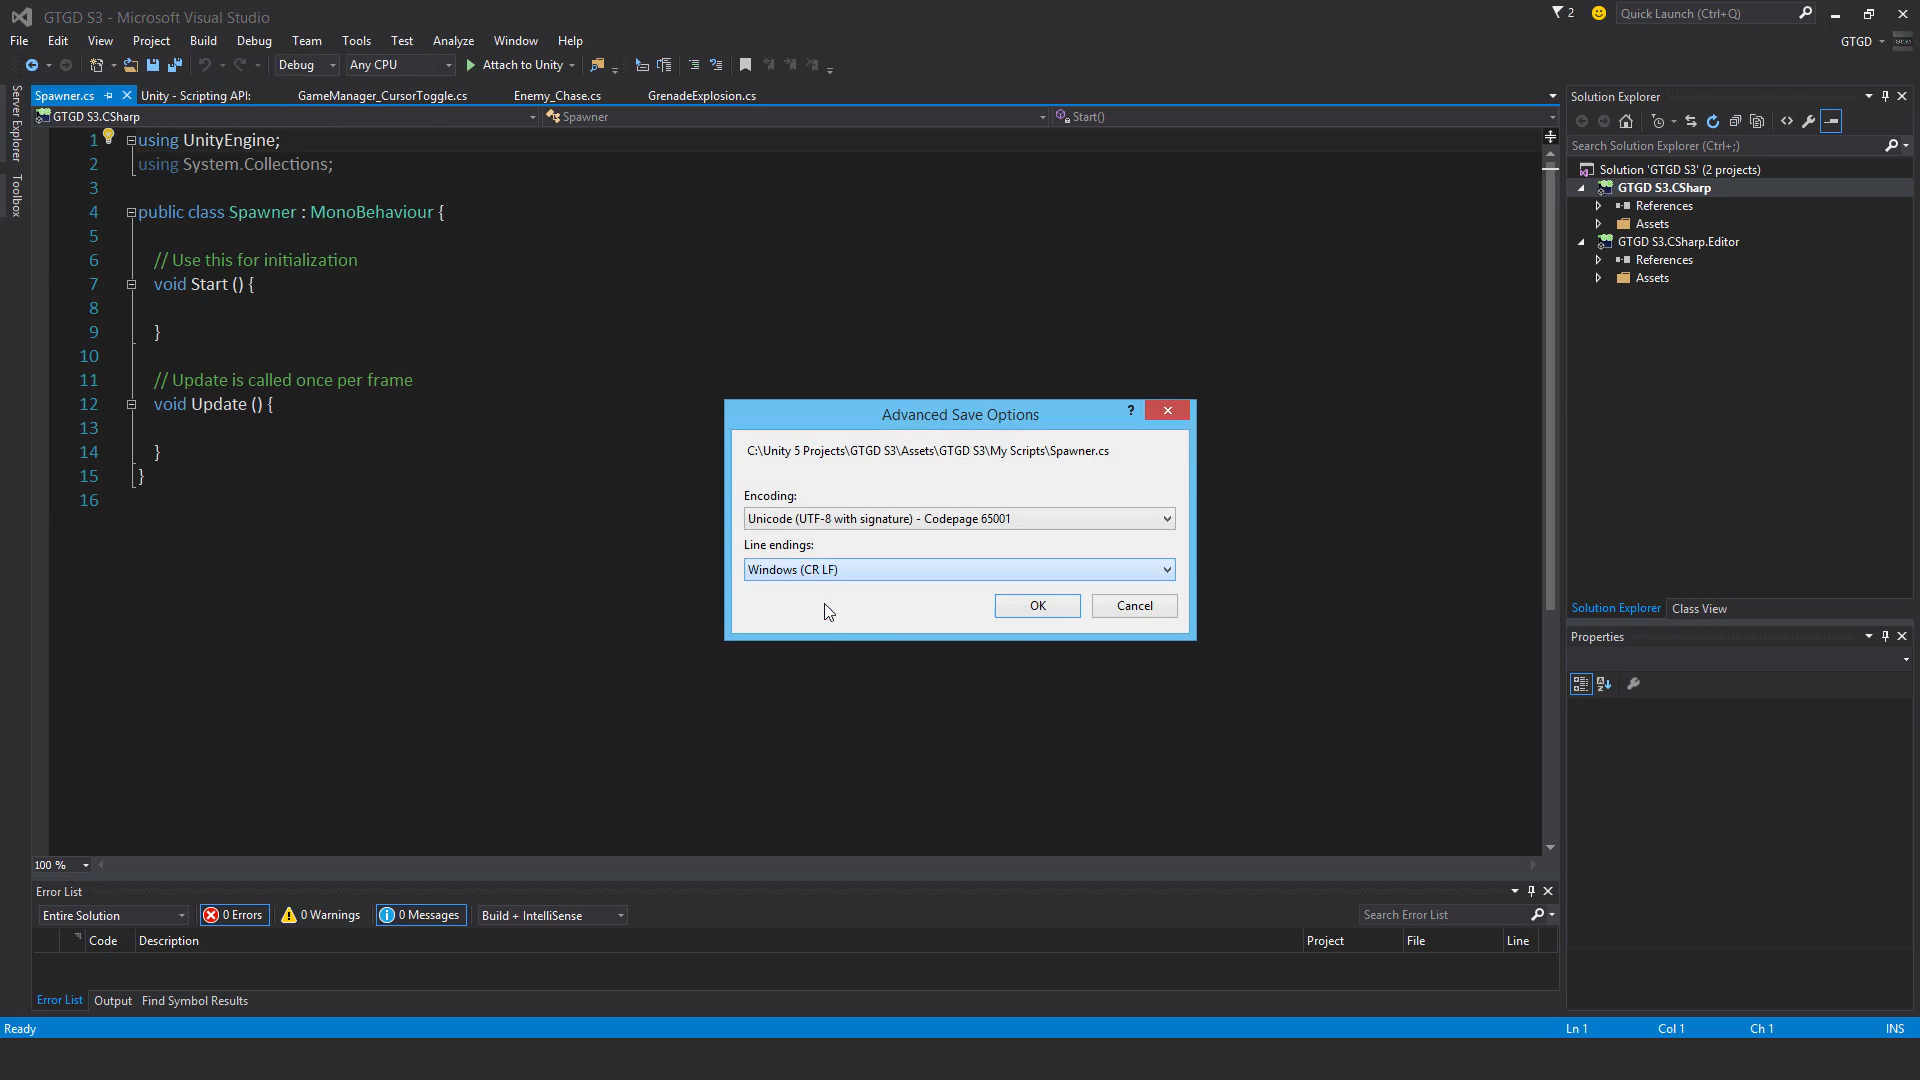 GTGD S3 - Microsoft Visual Studio
2
Quick Launch (Ctrl+Q)
File Edit View Project Build Debug Team Tools Test Analyze Window Help
GTGD
Debug Any CPU Attach to Unity
Server Explorer
Toolbox
Spawner.cs Unity - Scripting API: GameManager_CursorToggle.cs Enemy_Chase.cs GrenadeExplosion.cs
GTGD S3.CSharp Spawner Start()
1 using UnityEngine;
2 using System.Collections;
3
4 public class Spawner : MonoBehaviour {
5
6 // Use this for initialization
7 void Start () {
8
9 }
10
11 // Update is called once per frame
12 void Update () {
13
14 }
15 }
16
100 %
Advanced Save Options
?
C:\Unity 5 Projects\GTGD S3\Assets\GTGD S3\My Scripts\Spawner.cs
Encoding:
Unicode (UTF-8 with signature) - Codepage 65001
Line endings:
Windows (CR LF)
OK Cancel
Solution Explorer
Search Solution Explorer (Ctrl+;)
Solution 'GTGD S3' (2 projects)
GTGD S3.CSharp
References
Assets
GTGD S3.CSharp.Editor
References
Assets
Solution Explorer Class View
Properties
Error List
Entire Solution 0 Errors 0 Warnings 0 Messages Build + IntelliSense Search Error List
Code Description Project File Line
Error List Output Find Symbol Results
Ready Ln 1 Col 1 Ch 1 INS